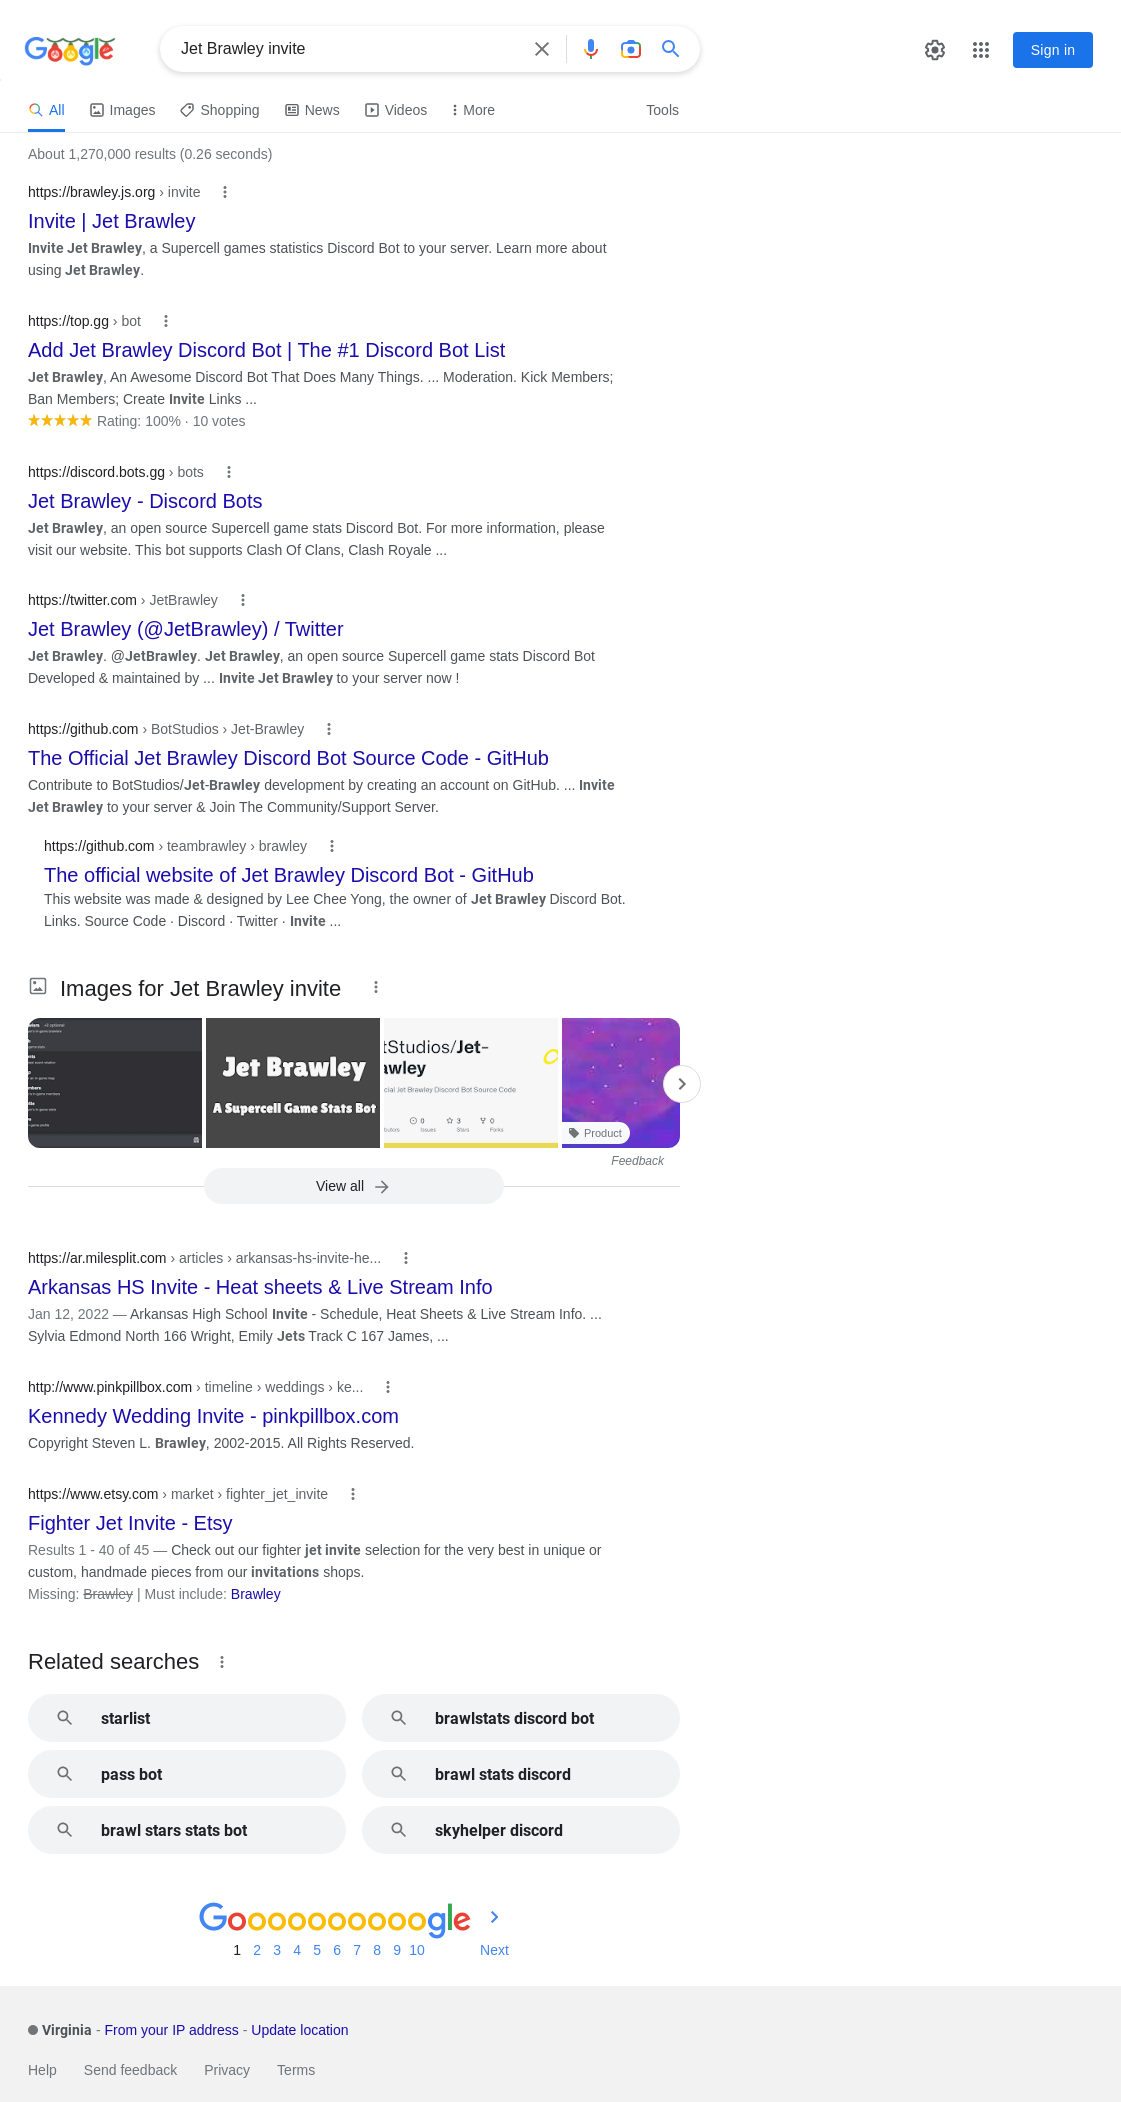 Google
Jet Brawley invite
Sign in
All
Images
Shopping
News
Videos
More
Tools
About 1,270,000 results (0.26 seconds)
https://brawley.js.org › invite
Invite | Jet Brawley
Invite Jet Brawley, a Supercell games statistics Discord Bot to your server. Learn more about
using Jet Brawley.
https://top.gg › bot
Add Jet Brawley Discord Bot | The #1 Discord Bot List
Jet Brawley, An Awesome Discord Bot That Does Many Things. ... Moderation. Kick Members;
Ban Members; Create Invite Links ...
Rating: 100% · 10 votes
https://discord.bots.gg › bots
Jet Brawley - Discord Bots
Jet Brawley, an open source Supercell game stats Discord Bot. For more information, please
visit our website. This bot supports Clash Of Clans, Clash Royale ...
https://twitter.com › JetBrawley
Jet Brawley (@JetBrawley) / Twitter
Jet Brawley. @JetBrawley. Jet Brawley, an open source Supercell game stats Discord Bot
Developed & maintained by ... Invite Jet Brawley to your server now !
https://github.com › BotStudios › Jet-Brawley
The Official Jet Brawley Discord Bot Source Code - GitHub
Contribute to BotStudios/Jet-Brawley development by creating an account on GitHub. ... Invite
Jet Brawley to your server & Join The Community/Support Server.
https://github.com › teambrawley › brawley
The official website of Jet Brawley Discord Bot - GitHub
This website was made & designed by Lee Chee Yong, the owner of Jet Brawley Discord Bot.
Links. Source Code · Discord · Twitter · Invite ...
Images for Jet Brawley invite
Jet Brawley
A Supercell Game Stats Bot
tStudios/Jet-
awley
cial Jet Brawley Discord Bot Source Code
0 3 0
Issues Stars Forks
Product
Feedback
View all
https://ar.milesplit.com › articles › arkansas-hs-invite-he...
Arkansas HS Invite - Heat sheets & Live Stream Info
Jan 12, 2022 — Arkansas High School Invite - Schedule, Heat Sheets & Live Stream Info. ...
Sylvia Edmond North 166 Wright, Emily Jets Track C 167 James, ...
http://www.pinkpillbox.com › timeline › weddings › ke...
Kennedy Wedding Invite - pinkpillbox.com
Copyright Steven L. Brawley, 2002-2015. All Rights Reserved.
https://www.etsy.com › market › fighter_jet_invite
Fighter Jet Invite - Etsy
Results 1 - 40 of 45 — Check out our fighter jet invite selection for the very best in unique or
custom, handmade pieces from our invitations shops.
Missing: Brawley | Must include: Brawley
Related searches
starlist
brawlstats discord bot
pass bot
brawl stats discord
brawl stars stats bot
skyhelper discord
Goooooooooogle
1 2 3 4 5 6 7 8 9 10 Next
Virginia - From your IP address - Update location
Help Send feedback Privacy Terms